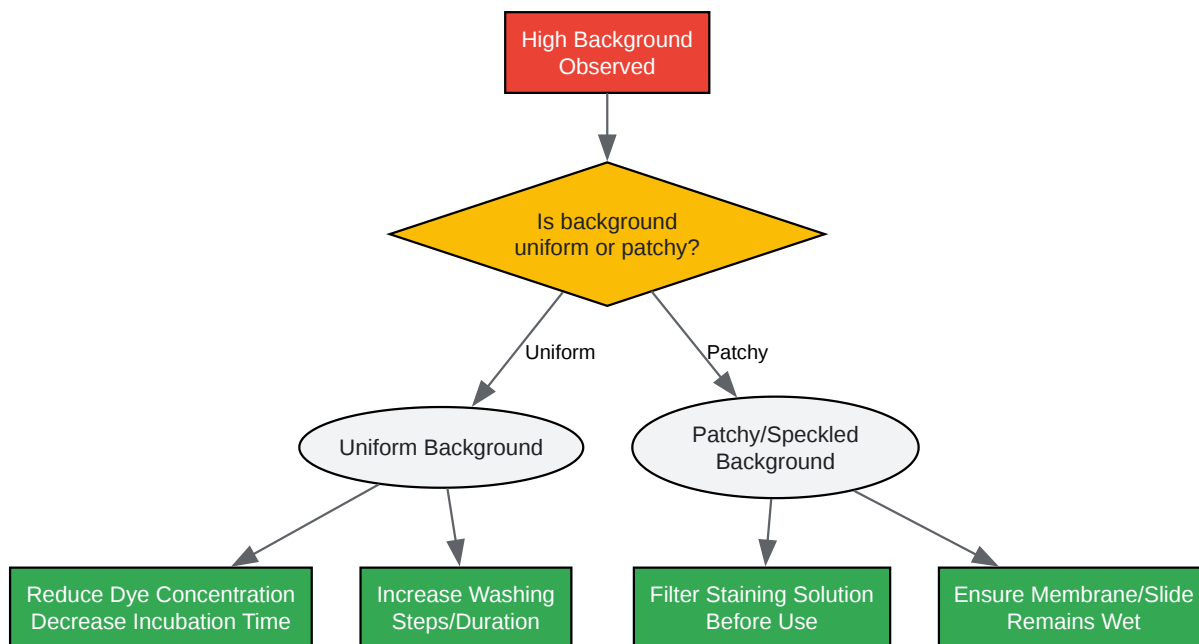 High Background
Observed
Is background
uniform or patchy?
Uniform
Patchy
Uniform Background
Patchy/Speckled
Background
Reduce Dye Concentration
Decrease Incubation Time
Increase Washing
Steps/Duration
Filter Staining Solution
Before Use
Ensure Membrane/Slide
Remains Wet